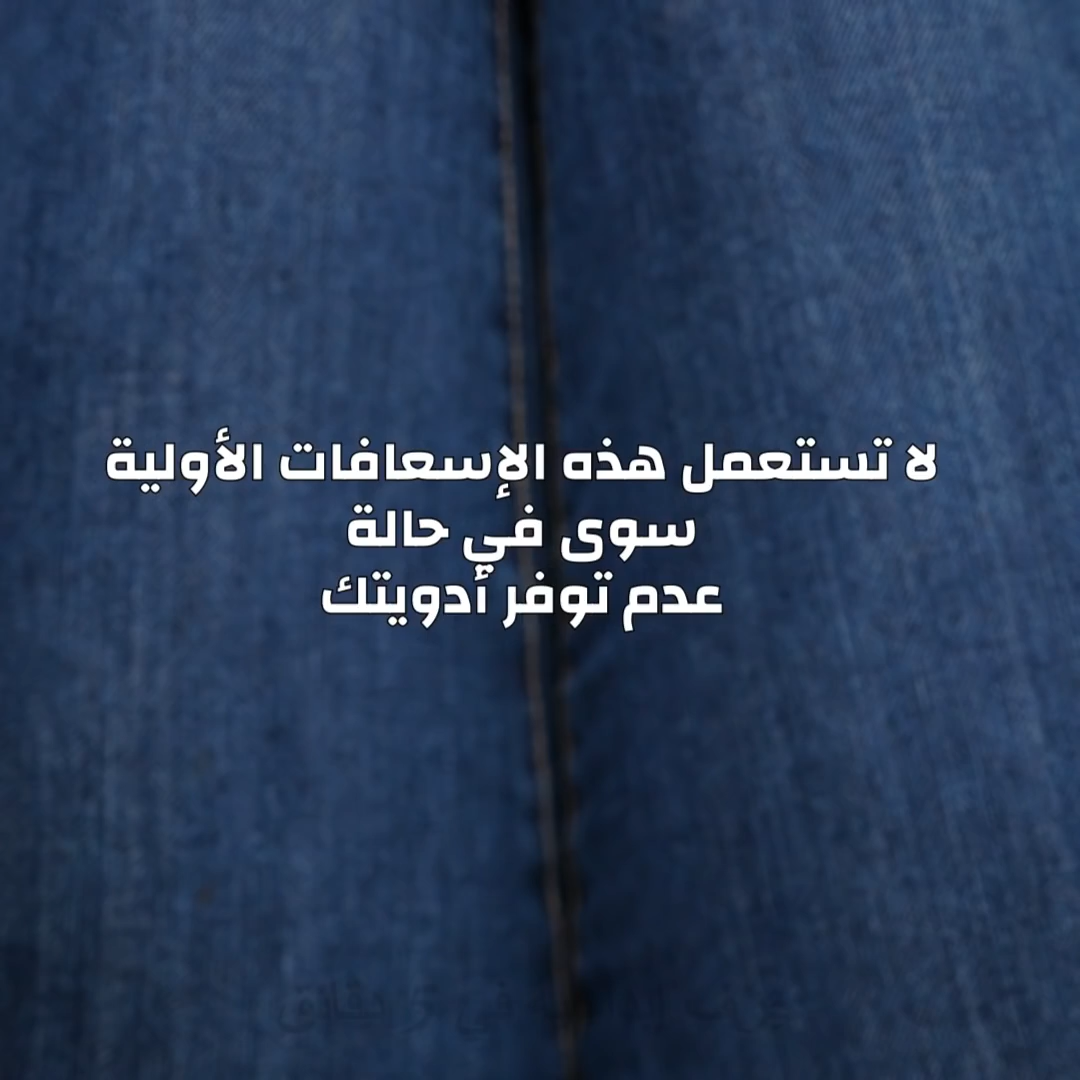 لا تستعمل هذه الإسعافات الأولية
سوى في حالة
عدم توفر أدويتك